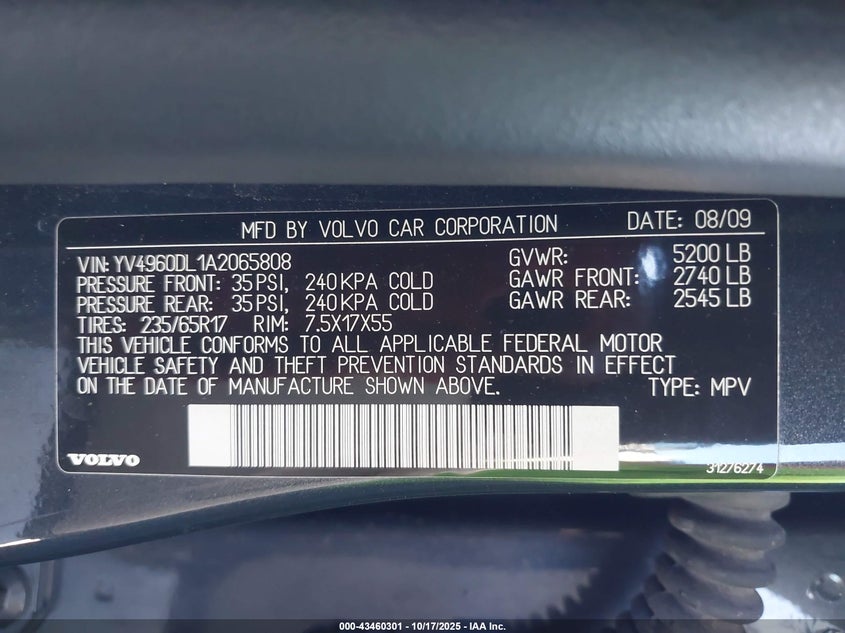 MFD BY VOLVO CAR CORPORATION DATE: 08/09
VIN: YV4960DL1A2065808 GVWR: 5200 LB
PRESSURE FRONT: 35 PSI, 240 KPA COLD GAWR FRONT: 2740 LB
PRESSURE REAR: 35 PSI, 240 KPA COLD GAWR REAR: 2545 LB
TIRES: 235/65R17 RIM: 7.5X17X55
THIS VEHICLE CONFORMS TO ALL APPLICABLE FEDERAL MOTOR
VEHICLE SAFETY AND THEFT PREVENTION STANDARDS IN EFFECT
ON THE DATE OF MANUFACTURE SHOWN ABOVE. TYPE: MPV
VOLVO 31276274
000-43460301 - 10/17/2025 - IAA Inc.